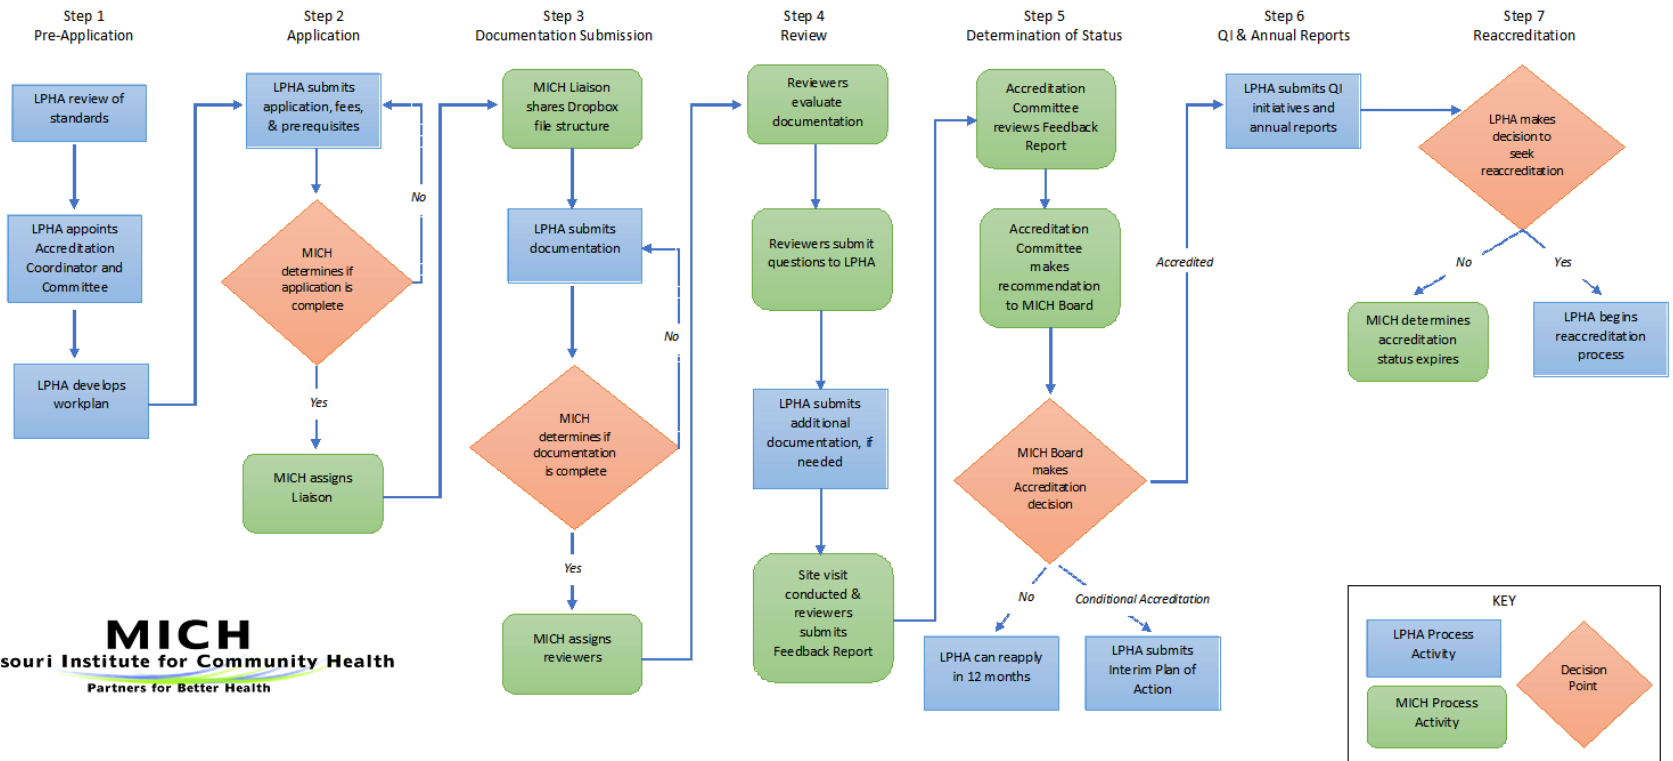 Step 1
Pre-Application
Step 2
Application
Step 3
Documentation Submission
Step 4
Review
Step 5
Determination of Status
Step 6
QI & Annual Reports
Step 7
Reaccreditation
LPHA review of
standards
LPHA appoints
Accreditation
Coordinator and
Committee
LPHA develops
workplan
LPHA submits
application, fees,
& prerequisites
No
MICH
determines if
application is
complete
Yes
MICH assigns
Liaison
MICH Liaison
shares Dropbox
file structure
LPHA submits
documentation
No
MICH
determines if
documentation
is complete
Yes
MICH assigns
reviewers
Reviewers
evaluate
documentation
Reviewers submit
questions to LPHA
LPHA submits
additional
documentation, if
needed
Site visit
conducted &
reviewers
submits
Feedback Report
Accreditation
Committee
reviews Feedback
Report
Accreditation
Committee
makes
recommendation
to MICH Board
MICH Board
makes
Accreditation
decision
Accredited
No
Conditional Accreditation
LPHA can reapply
in 12 months
LPHA submits
Interim Plan of
Action
LPHA submits QI
initiatives and
annual reports
LPHA makes
decision to
seek
reaccreditation
No
Yes
MICH determines
accreditation
status expires
LPHA begins
reaccreditation
process
MICH
souri Institute for Community Health
Partners for Better Health
KEY
LPHA Process
Activity
MICH Process
Activity
Decision
Point